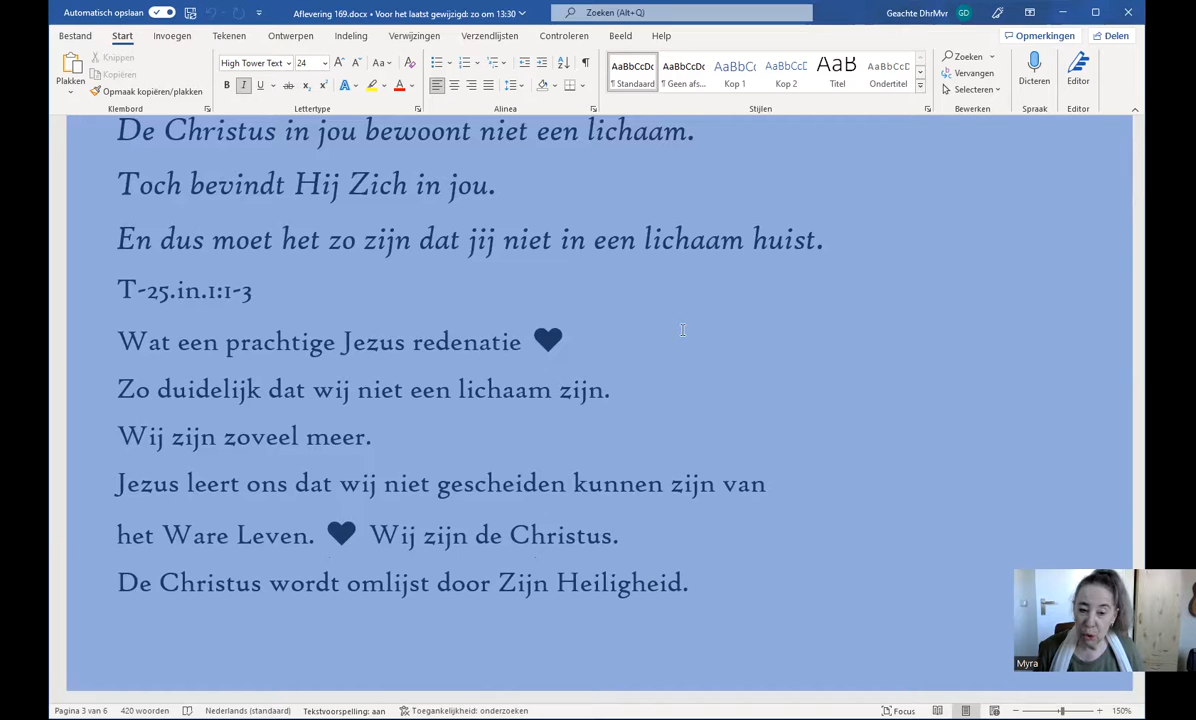 Automatisch opslaan
Aflevering 169.docx • Voor het laatst gewijzigd: zo om 13:30
Zoeken (Alt+Q)
Geachte DhrMvr GD
Bestand Start Invoegen Tekenen Ontwerpen Indeling Verwijzingen Verzendlijsten Controleren Beeld Help Opmerkingen Delen
Plakken
Knippen
Kopiëren
Opmaak kopiëren/plakken
Klembord
High Tower Text 24
Lettertype
Alinea
AaBbCcDc AaBbCcDc AaBbCc AaBbCcDc AaBb AaBbCcDc
¶ Standaard ¶ Geen afs... Kop 1 Kop 2 Titel Ondertitel
Stijlen
Zoeken
Vervangen
Selecteren
Bewerken
Dicteren
Spraak
Editor
Editor
De Christus in jou bewoont niet een lichaam.
Toch bevindt Hij Zich in jou.
En dus moet het zo zijn dat jij niet in een lichaam huist.
T-25.in.1:1-3
Wat een prachtige Jezus redenatie ♥
Zo duidelijk dat wij niet een lichaam zijn.
Wij zijn zoveel meer.
Jezus leert ons dat wij niet gescheiden kunnen zijn van
het Ware Leven. ♥ Wij zijn de Christus.
De Christus wordt omlijst door Zijn Heiligheid.
Myra
Pagina 3 van 6 420 woorden Nederlands (standaard) Tekstvoorspelling: aan Toegankelijkheid: onderzoeken Focus 150%